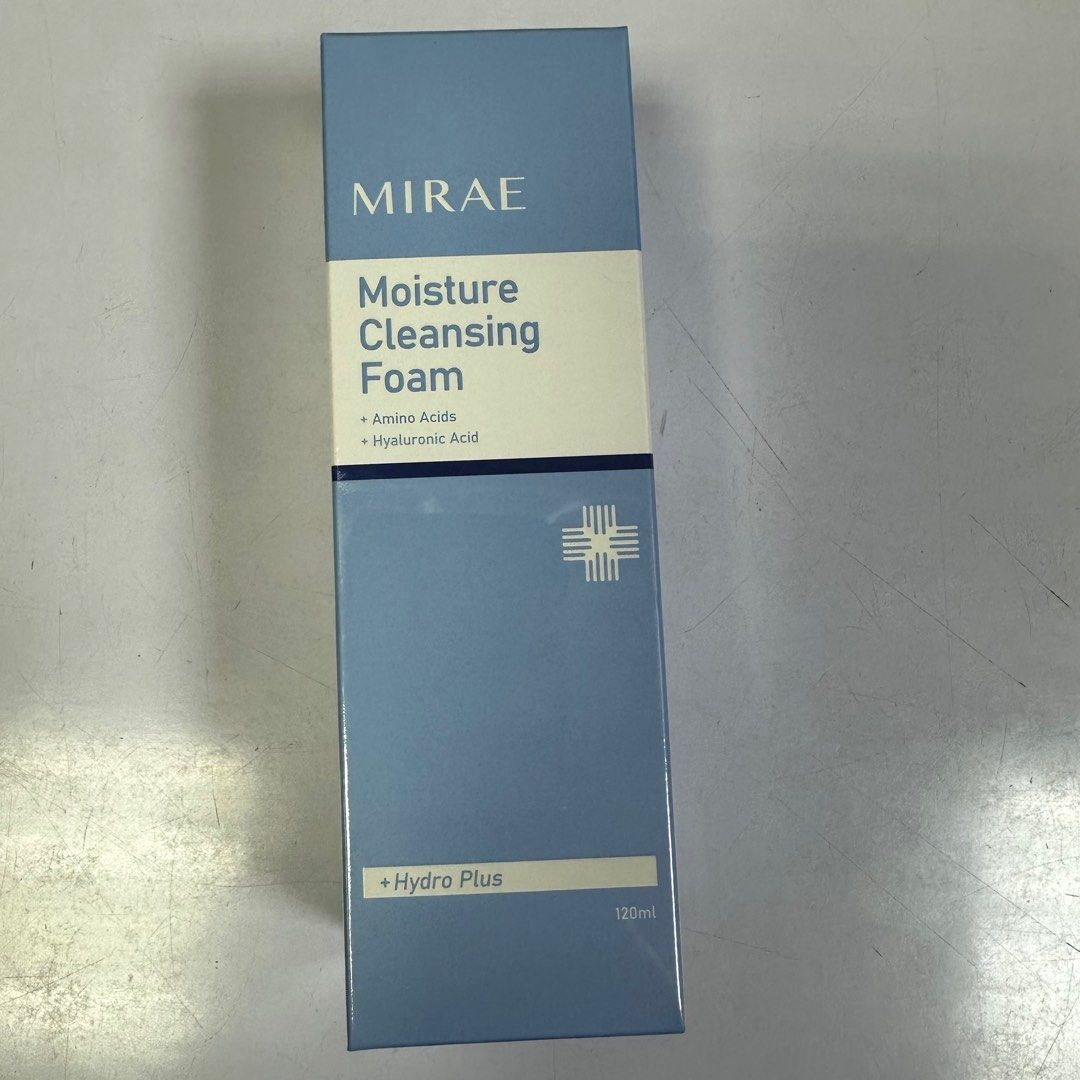 MIRAE
Moisture
Cleansing
Foam
+ Amino Acids
+ Hyaluronic Acid
+Hydro Plus
120ml